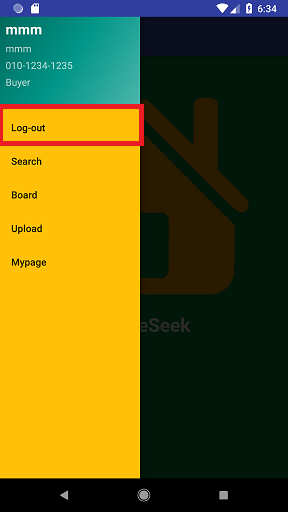 6:34
mmm
mmm
010-1234-1235
Buyer
Log-out
Search
Board
Upload
Mypage
eSeek